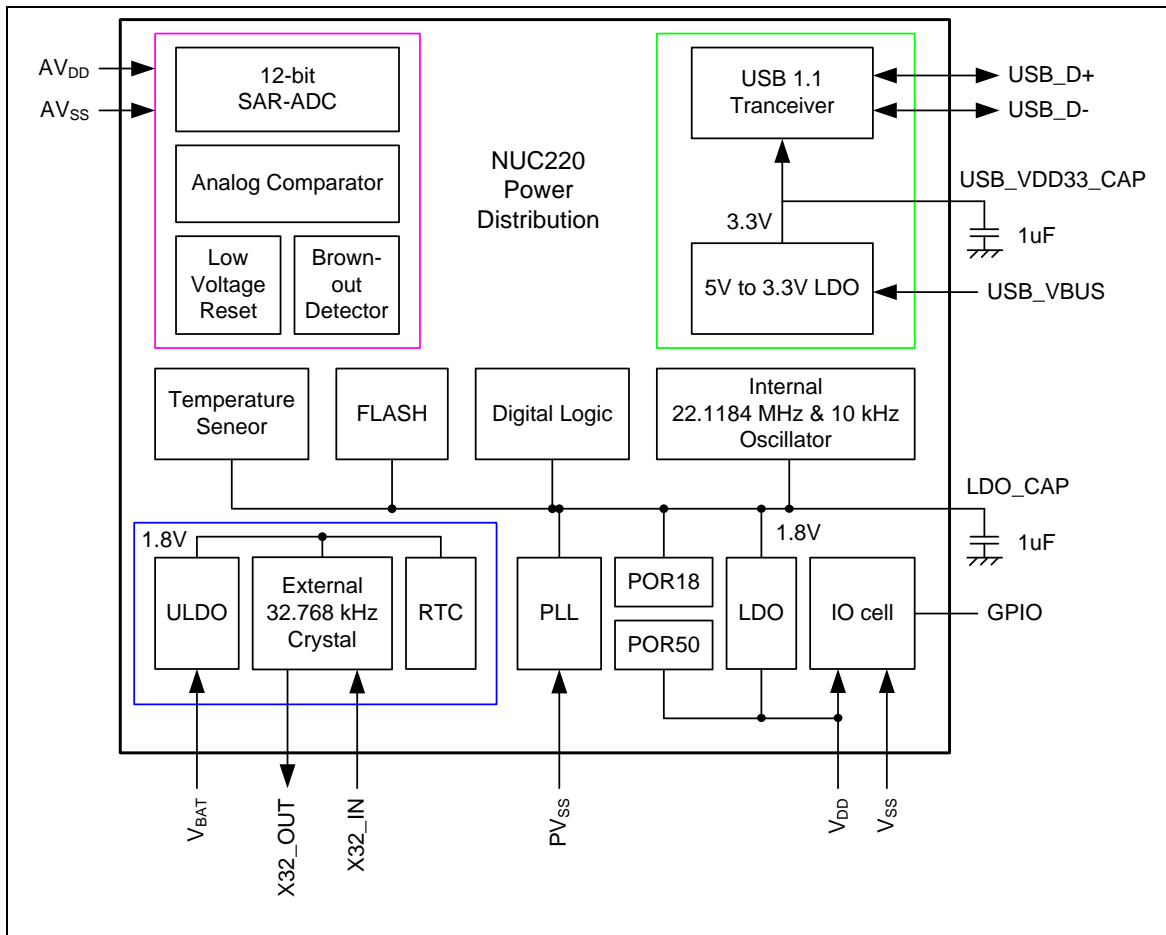 AVDD
AVSS
12-bit
SAR-ADC
Analog Comparator
Low
Voltage
Reset
Brown-
out
Detector
NUC220
Power
Distribution
USB 1.1
Tranceiver
USB_D+
USB_D-
USB_VDD33_CAP
3.3V
1uF
5V to 3.3V LDO
USB_VBUS
Temperature
Seneor
FLASH
Digital Logic
Internal
22.1184 MHz & 10 kHz
Oscillator
LDO_CAP
1uF
1.8V
1.8V
ULDO
External
32.768 kHz
Crystal
RTC
PLL
POR18
POR50
LDO
IO cell
GPIO
VBAT
X32_OUT
X32_IN
PVSS
VDD
VSS